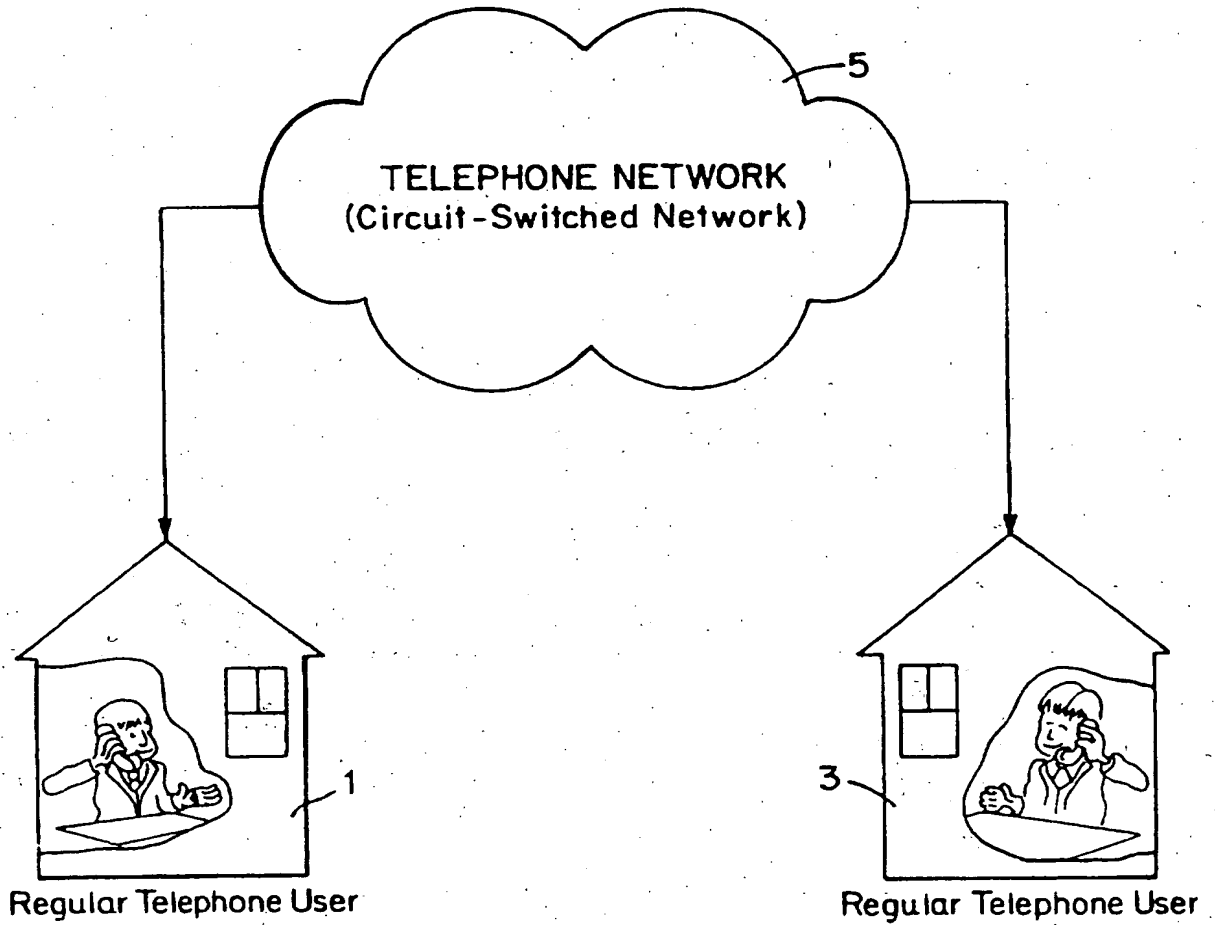 5
TELEPHONE NETWORK
(Circuit-Switched Network)
1
3
Regular Telephone User
Regular Telephone User